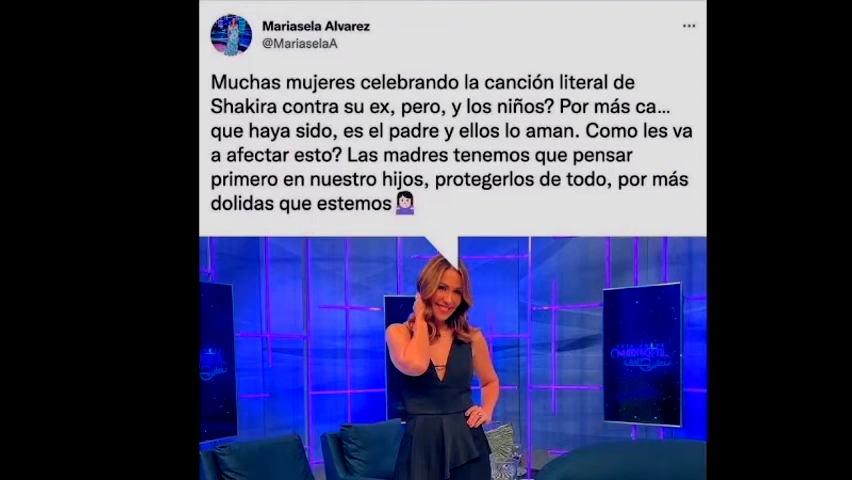 Mariasela Alvarez
@MariaselaA
Muchas mujeres celebrando la canción literal de
Shakira contra su ex, pero, y los niños? Por más ca...
que haya sido, es el padre y ellos lo aman. Como les va
a afectar esto? Las madres tenemos que pensar
primero en nuestro hijos, protegerlos de todo, por más
dolidas que estemos